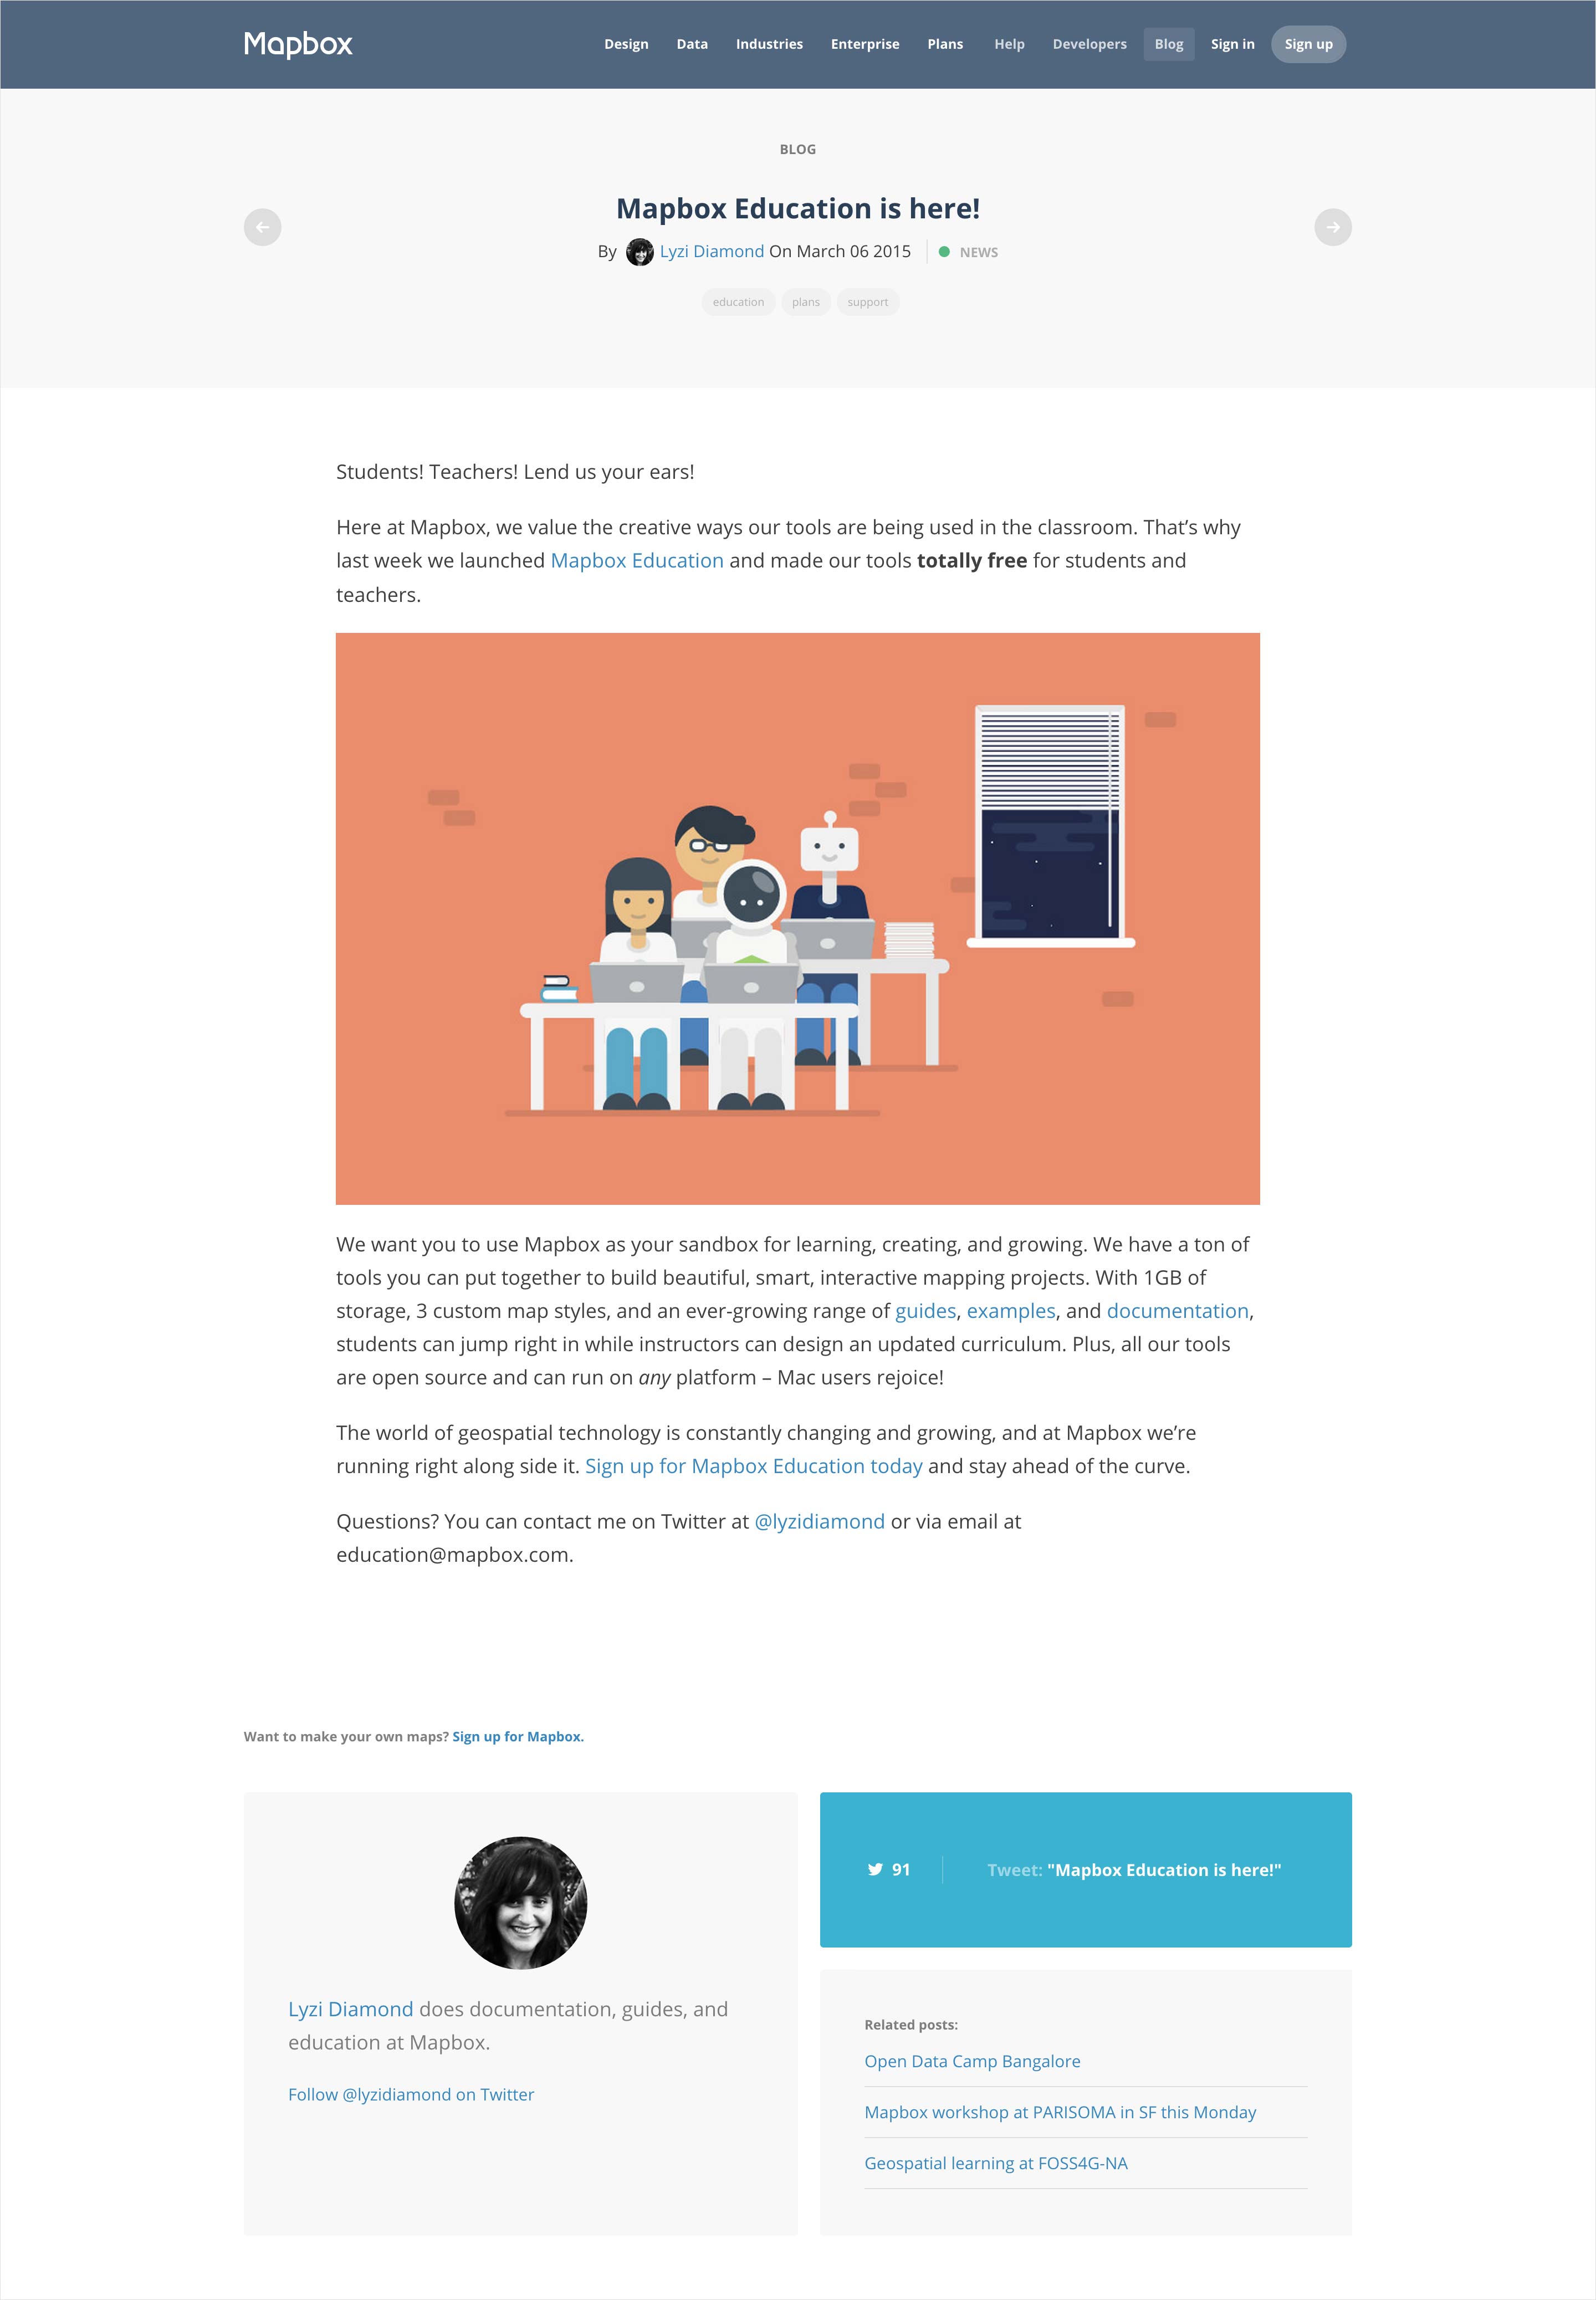 Mapbox
Design Data Industries Enterprise Plans Help Developers Blog Sign in Sign up
BLOG
Mapbox Education is here!
By Lyzi Diamond On March 06 2015 NEWS
education plans support
Students! Teachers! Lend us your ears!
Here at Mapbox, we value the creative ways our tools are being used in the classroom. That’s why
last week we launched Mapbox Education and made our tools totally free for students and
teachers.
We want you to use Mapbox as your sandbox for learning, creating, and growing. We have a ton of
tools you can put together to build beautiful, smart, interactive mapping projects. With 1GB of
storage, 3 custom map styles, and an ever-growing range of guides, examples, and documentation,
students can jump right in while instructors can design an updated curriculum. Plus, all our tools
are open source and can run on any platform – Mac users rejoice!
The world of geospatial technology is constantly changing and growing, and at Mapbox we’re
running right along side it. Sign up for Mapbox Education today and stay ahead of the curve.
Questions? You can contact me on Twitter at @lyzidiamond or via email at
education@mapbox.com.
Want to make your own maps? Sign up for Mapbox.
Lyzi Diamond does documentation, guides, and
education at Mapbox.
Follow @lyzidiamond on Twitter
91 Tweet: "Mapbox Education is here!"
Related posts:
Open Data Camp Bangalore
Mapbox workshop at PARISOMA in SF this Monday
Geospatial learning at FOSS4G-NA